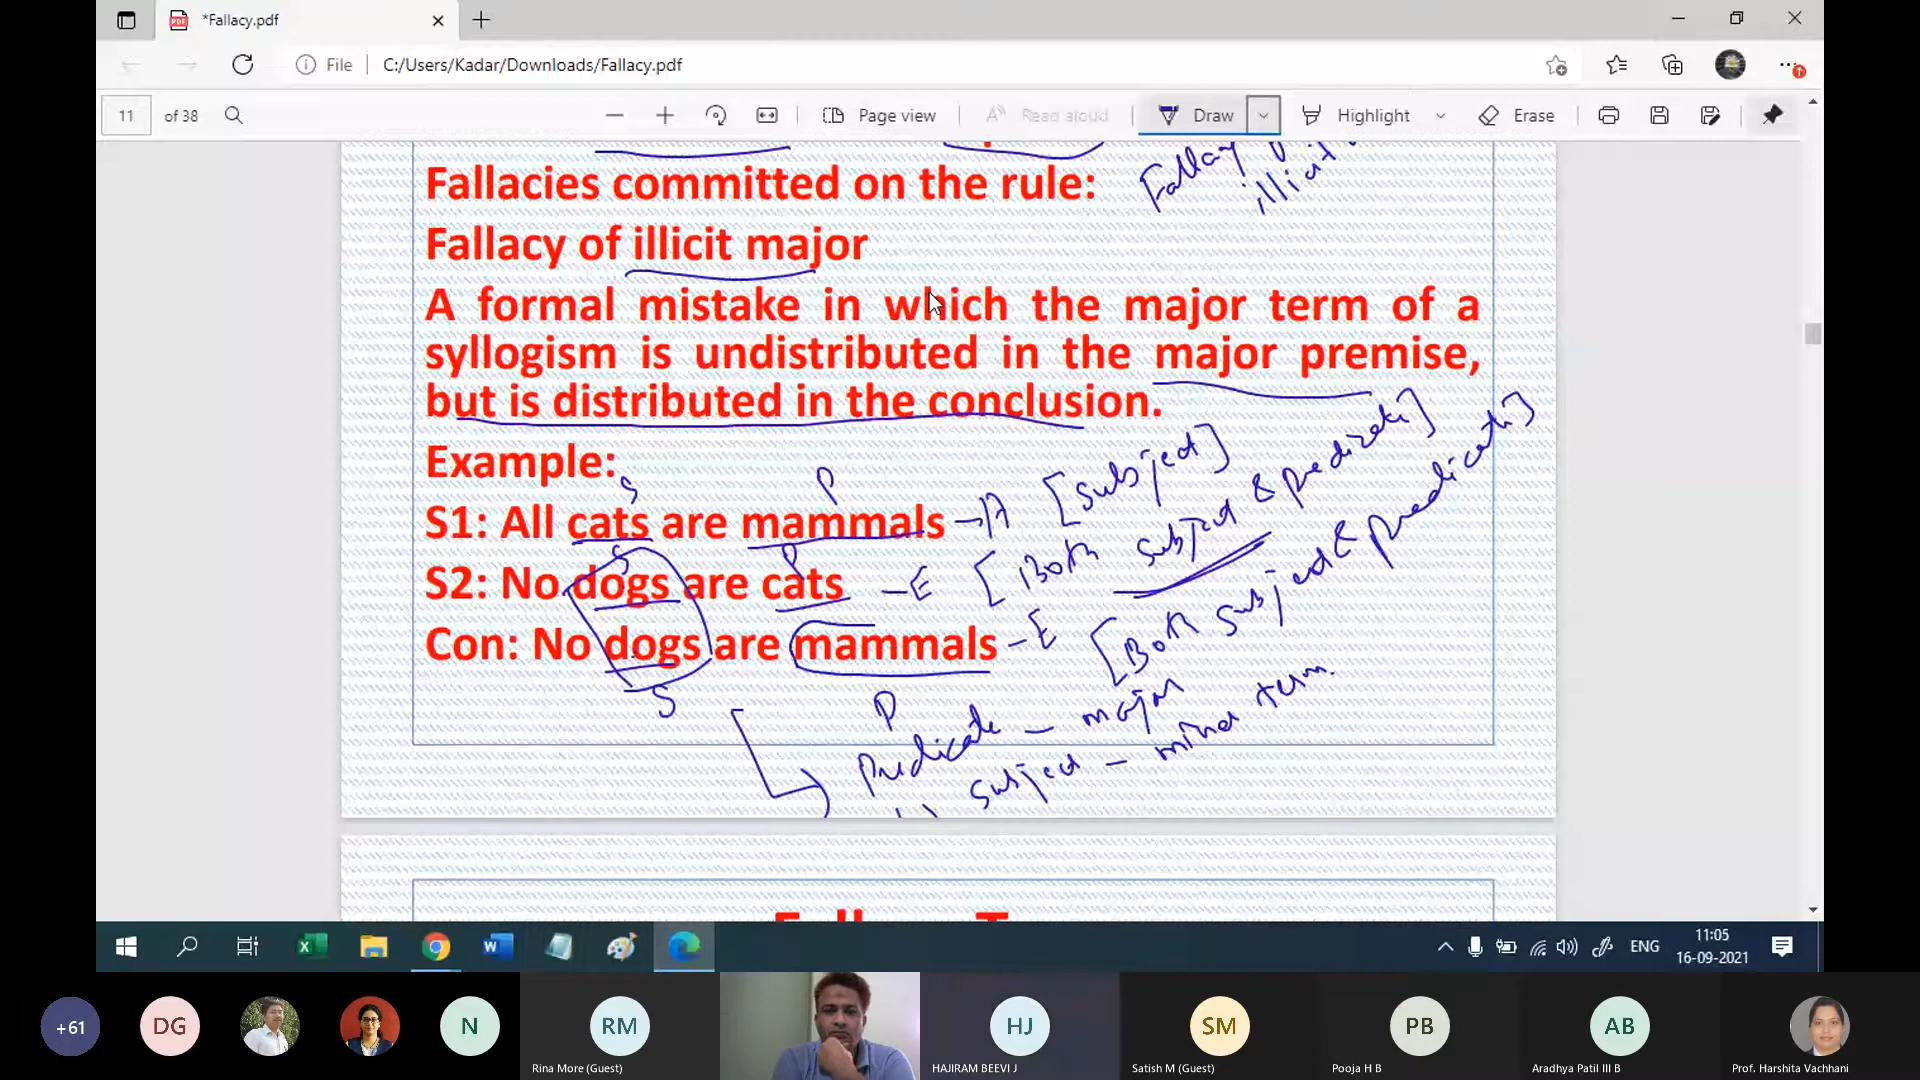 *Fallacy.pdf
File
C:/Users/Kadar/Downloads/Fallacy.pdf
11 of 38
Page view
Read aloud
Draw
Highlight
Erase
Fallacy
illicit
Fallacies committed on the rule:
Fallacy of illicit major
A formal mistake in which the major term of a
syllogism is undistributed in the major premise,
but is distributed in the conclusion.
Example:
S P
S1: All cats are mammals – A [Subject]
S P
S2: No dogs are cats – E [Both subject & predicate]
Con: No dogs are mammals – E [Both subject & predicate]
S P
Predicate – major
Subject – minor term.
ENG
11:05
16-09-2021
+61
DG
N
RM
HJ
SM
PB
AB
Rina More (Guest)
HAJIRAM BEEVI J
Satish M (Guest)
Pooja H B
Aradhya Patil III B
Prof. Harshita Vachhani